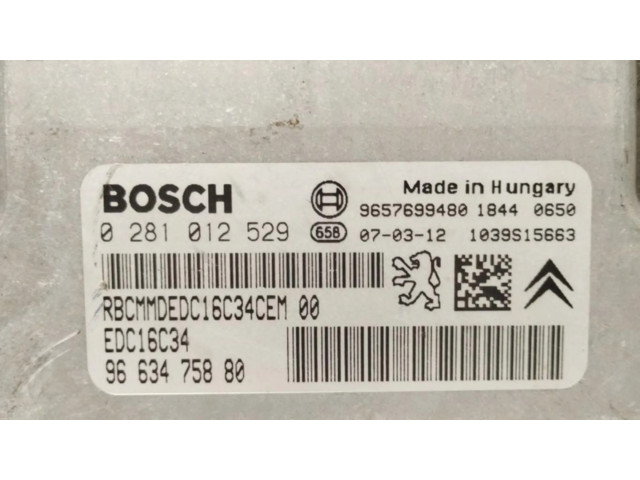 BOSCH
Made in Hungary
9657699480 1844 0650
0 281 012 529 658 07-03-12 1039S15663
RBCMMDEDC16C34CEM 00
EDC16C34
96 634 758 80